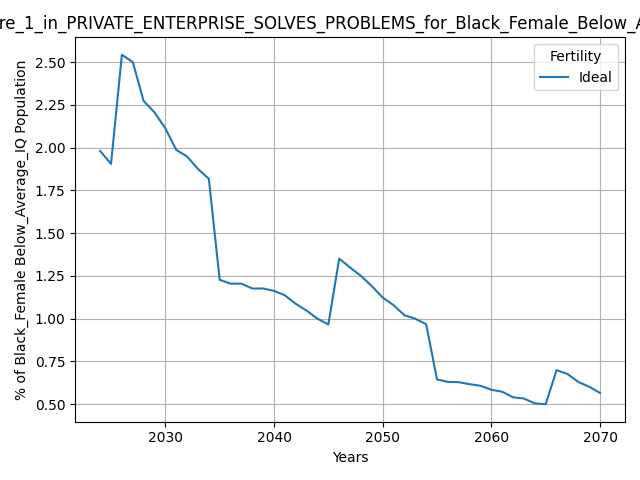 re_1_in_PRIVATE_ENTERPRISE_SOLVES_PROBLEMS_for_Black_Female_Below_A
Fertility
Ideal
% of Black_Female Below_Average_IQ Population
2.50
2.25
2.00
1.75
1.50
1.25
1.00
0.75
0.50
2030
2040
2050
2060
2070
Years